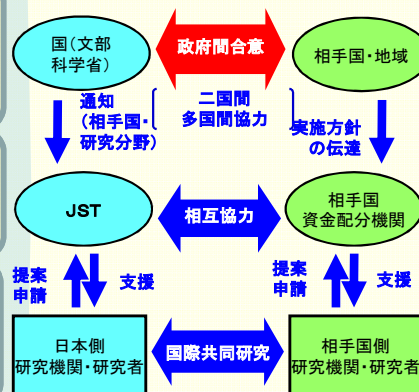 国(文部
科学省)
政府間合意
相手国・地域
通知
(相手国・
研究分野)
二国間
多国間協力
実施方針
の伝達
JST
相互協力
相手国
資金配分機関
提案
申請
支援
提案
申請
支援
日本側
研究機関・研究者
国際共同研究
相手国側
研究機関・研究者